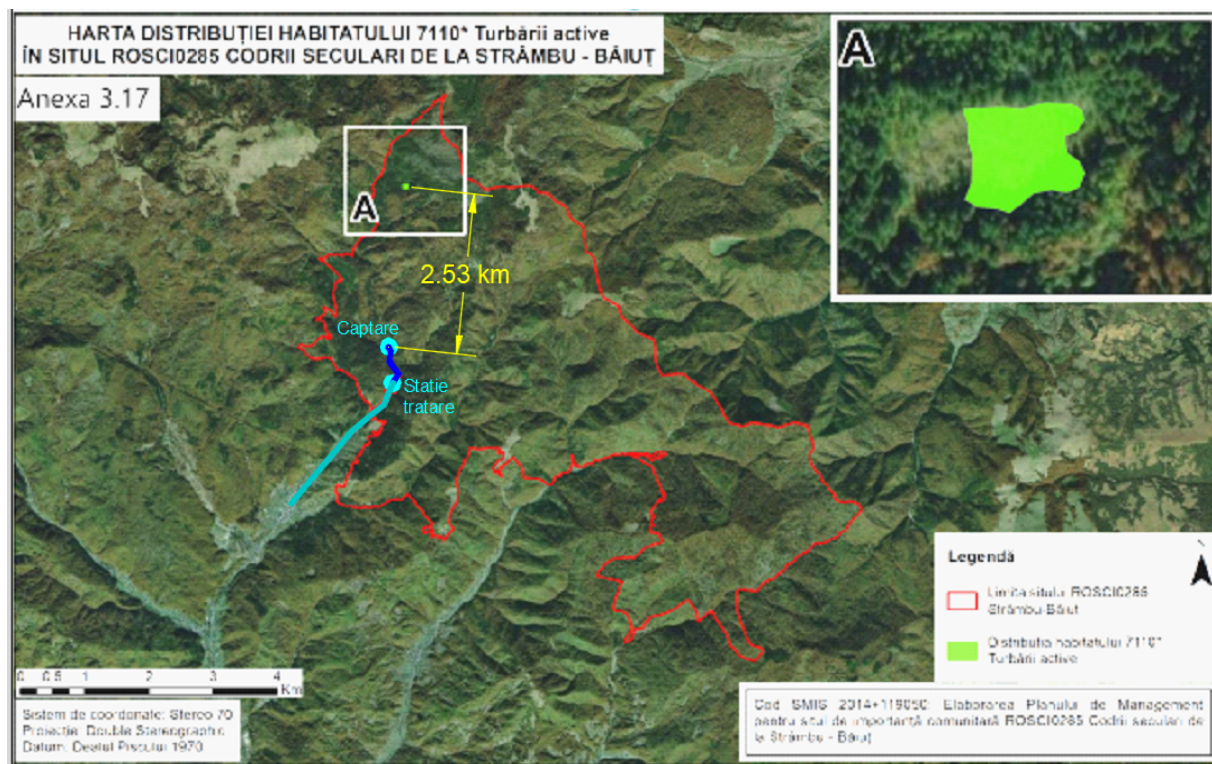 HARTA DISTRIBUȚIEI HABITATULUI 7110* Turbării active
ÎN SITUL ROSCI0285 CODRII SECULARI DE LA STRÂMBU - BĂIUȚ
Anexa 3.17
A
A
2.53 km
Captare
Statie
tratare
Legendă
Limita sitului ROSCI0285
Strâmbu-Băiuț
Distribuția habitatului 7110*
Turbării active
0 0.5 1 2 3 4
Km
Sistem de coordonate: Stereo 70
Proiecție: Double Stereographic
Datum: Dealul Piscului 1970
Cod SMIS 2014+119050: Elaborarea Planului de Management
pentru situl de importanță comunitară ROSCI0285 Codrii seculari de
la Strâmbu - Băiuț